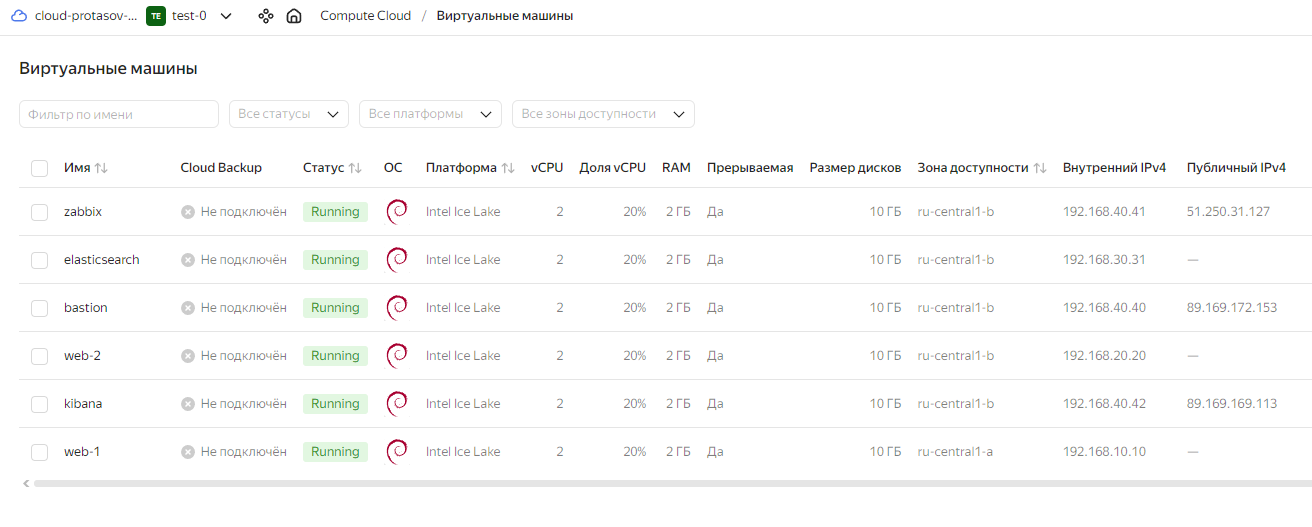 cloud-protasov-... TE test-0 Compute Cloud / Виртуальные машины
Виртуальные машины
Фильтр по имени Все статусы Все платформы Все зоны доступности
Имя Cloud Backup Статус ОС Платформа vCPU Доля vCPU RAM Прерываемая Размер дисков Зона доступности Внутренний IPv4 Публичный IPv4
zabbix Не подключён Running Intel Ice Lake 2 20% 2 ГБ Да 10 ГБ ru-central1-b 192.168.40.41 51.250.31.127
elasticsearch Не подключён Running Intel Ice Lake 2 20% 2 ГБ Да 10 ГБ ru-central1-b 192.168.30.31 —
bastion Не подключён Running Intel Ice Lake 2 20% 2 ГБ Да 10 ГБ ru-central1-b 192.168.40.40 89.169.172.153
web-2 Не подключён Running Intel Ice Lake 2 20% 2 ГБ Да 10 ГБ ru-central1-b 192.168.20.20 —
kibana Не подключён Running Intel Ice Lake 2 20% 2 ГБ Да 10 ГБ ru-central1-b 192.168.40.42 89.169.169.113
web-1 Не подключён Running Intel Ice Lake 2 20% 2 ГБ Да 10 ГБ ru-central1-a 192.168.10.10 —